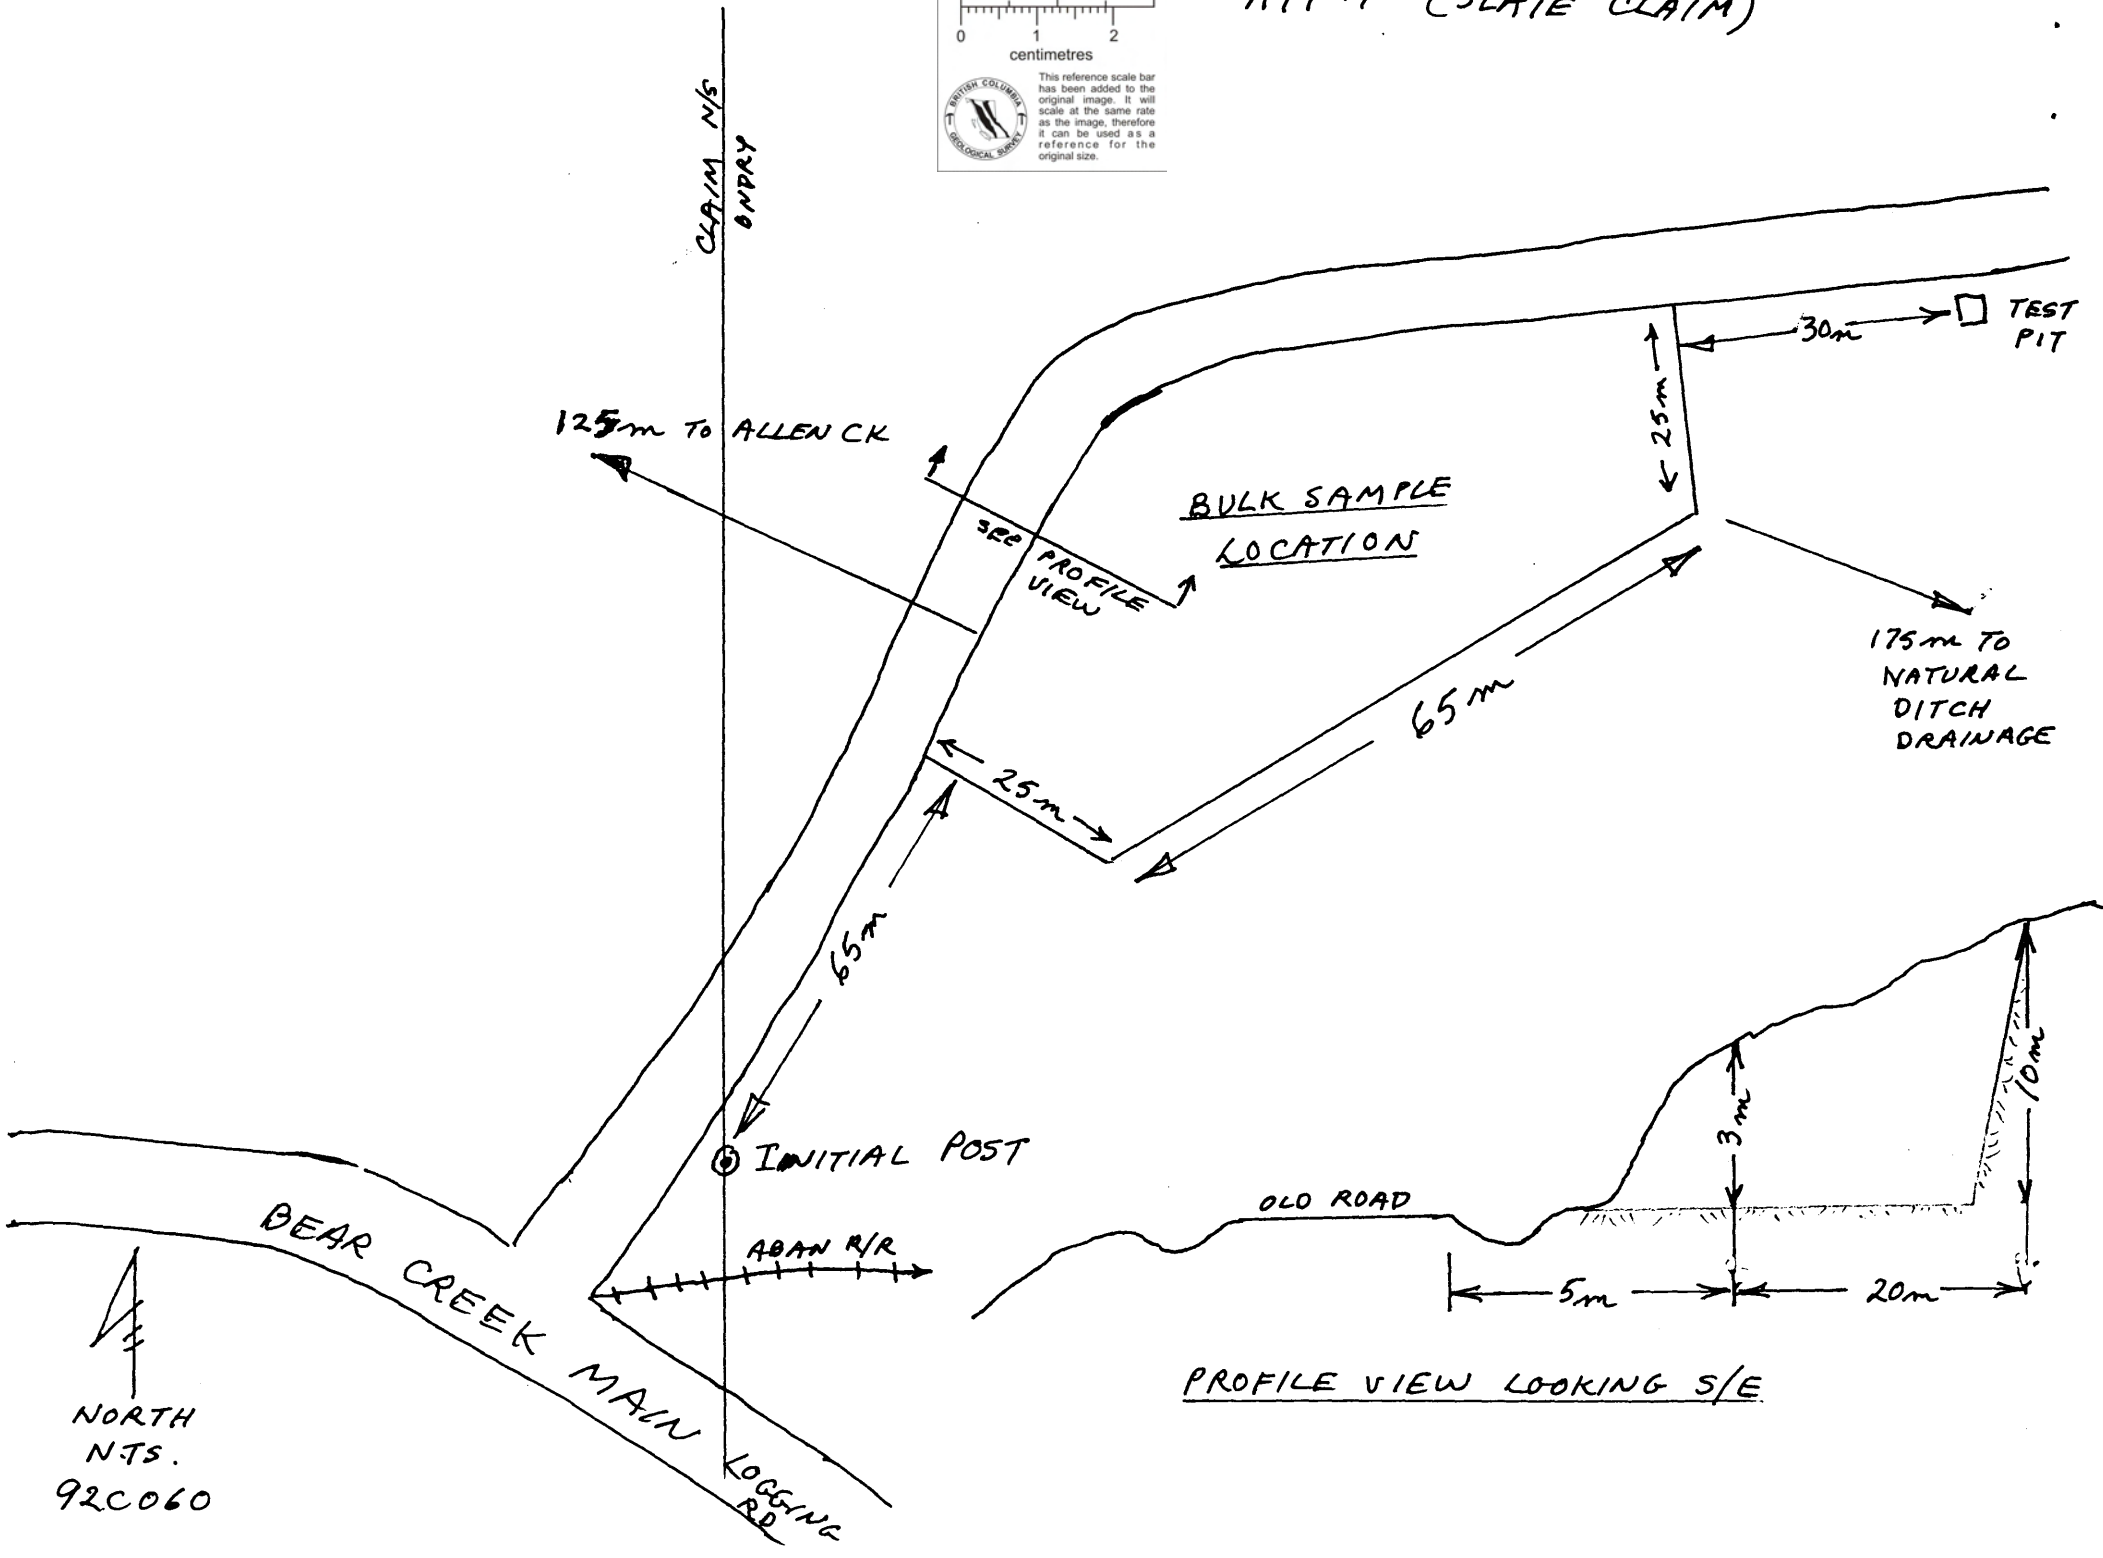 (SLATE CLAIM)
0 1 2
centimetres
BRITISH COLUMBIA
GEOLOGICAL SURVEY
This reference scale bar
has been added to the
original image. It will
scale at the same rate
as the image, therefore
it can be used as a
reference for the
original size.
CLAIM N/S
BNDRY
TEST
PIT
30m
25m
125m TO ALLEN CK
BULK SAMPLE
LOCATION
SEE PROFILE
VIEW
175m TO
NATURAL
DITCH
DRAINAGE
65m
25m
65m
INITIAL POST
10m
3m
OLD ROAD
ABAN R/R
5m
20m
BEAR CREEK MAIN LOGGING
RD
PROFILE VIEW LOOKING S/E
NORTH
N.T.S.
92C060